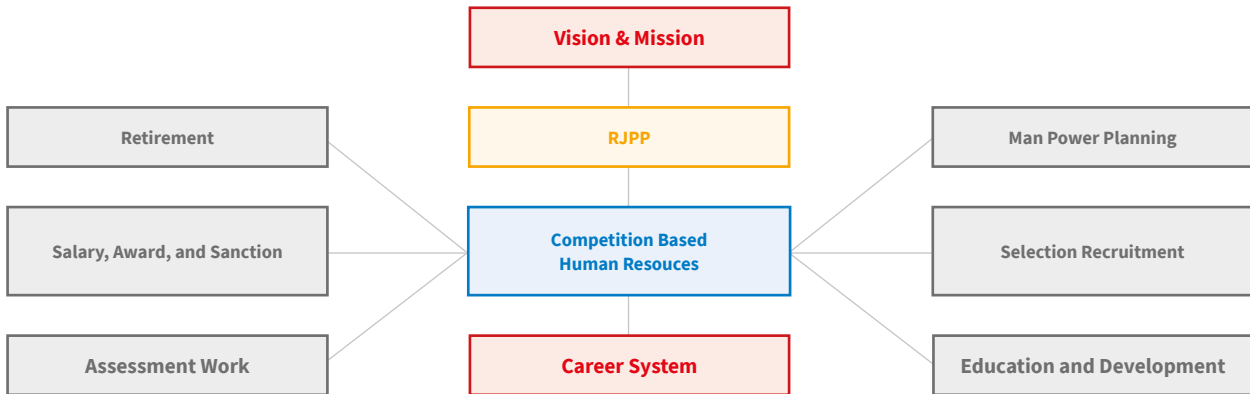 Vision & Mission
Retirement
RJPP
Man Power Planning
Salary, Award, and Sanction
Competition Based
Human Resouces
Selection Recruitment
Assessment Work
Career System
Education and Development